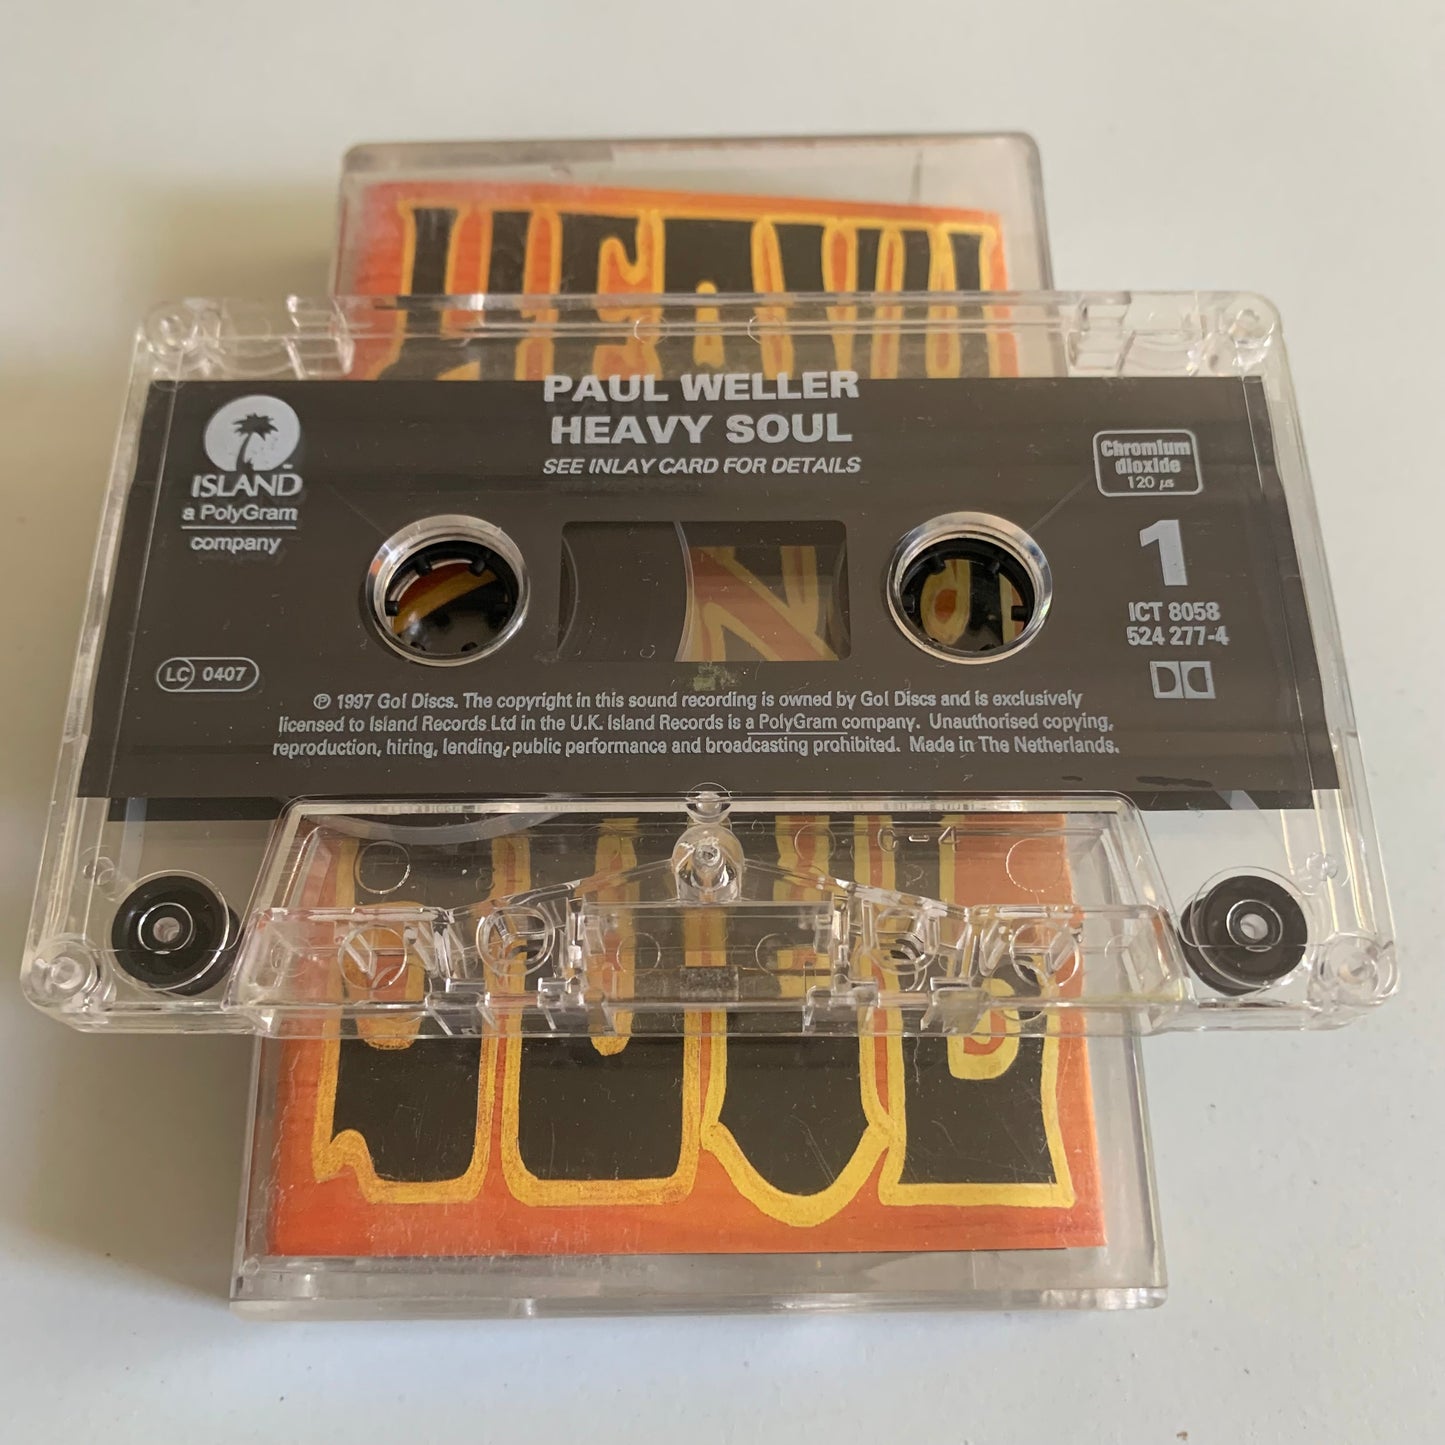 HEAVY
PAUL WELLER
HEAVY SOUL
SEE INLAY CARD FOR DETAILS
ISLAND
a PolyGram
company
Chromium
dioxide
120 µs
1
ICT 8058
524 277-4
LC 0407
℗ 1997 Go! Discs. The copyright in this sound recording is owned by Go! Discs and is exclusively
licensed to Island Records Ltd in the U.K. Island Records is a PolyGram company. Unauthorised copying,
reproduction, hiring, lending, public performance and broadcasting prohibited. Made in The Netherlands.
C-4
SOUL